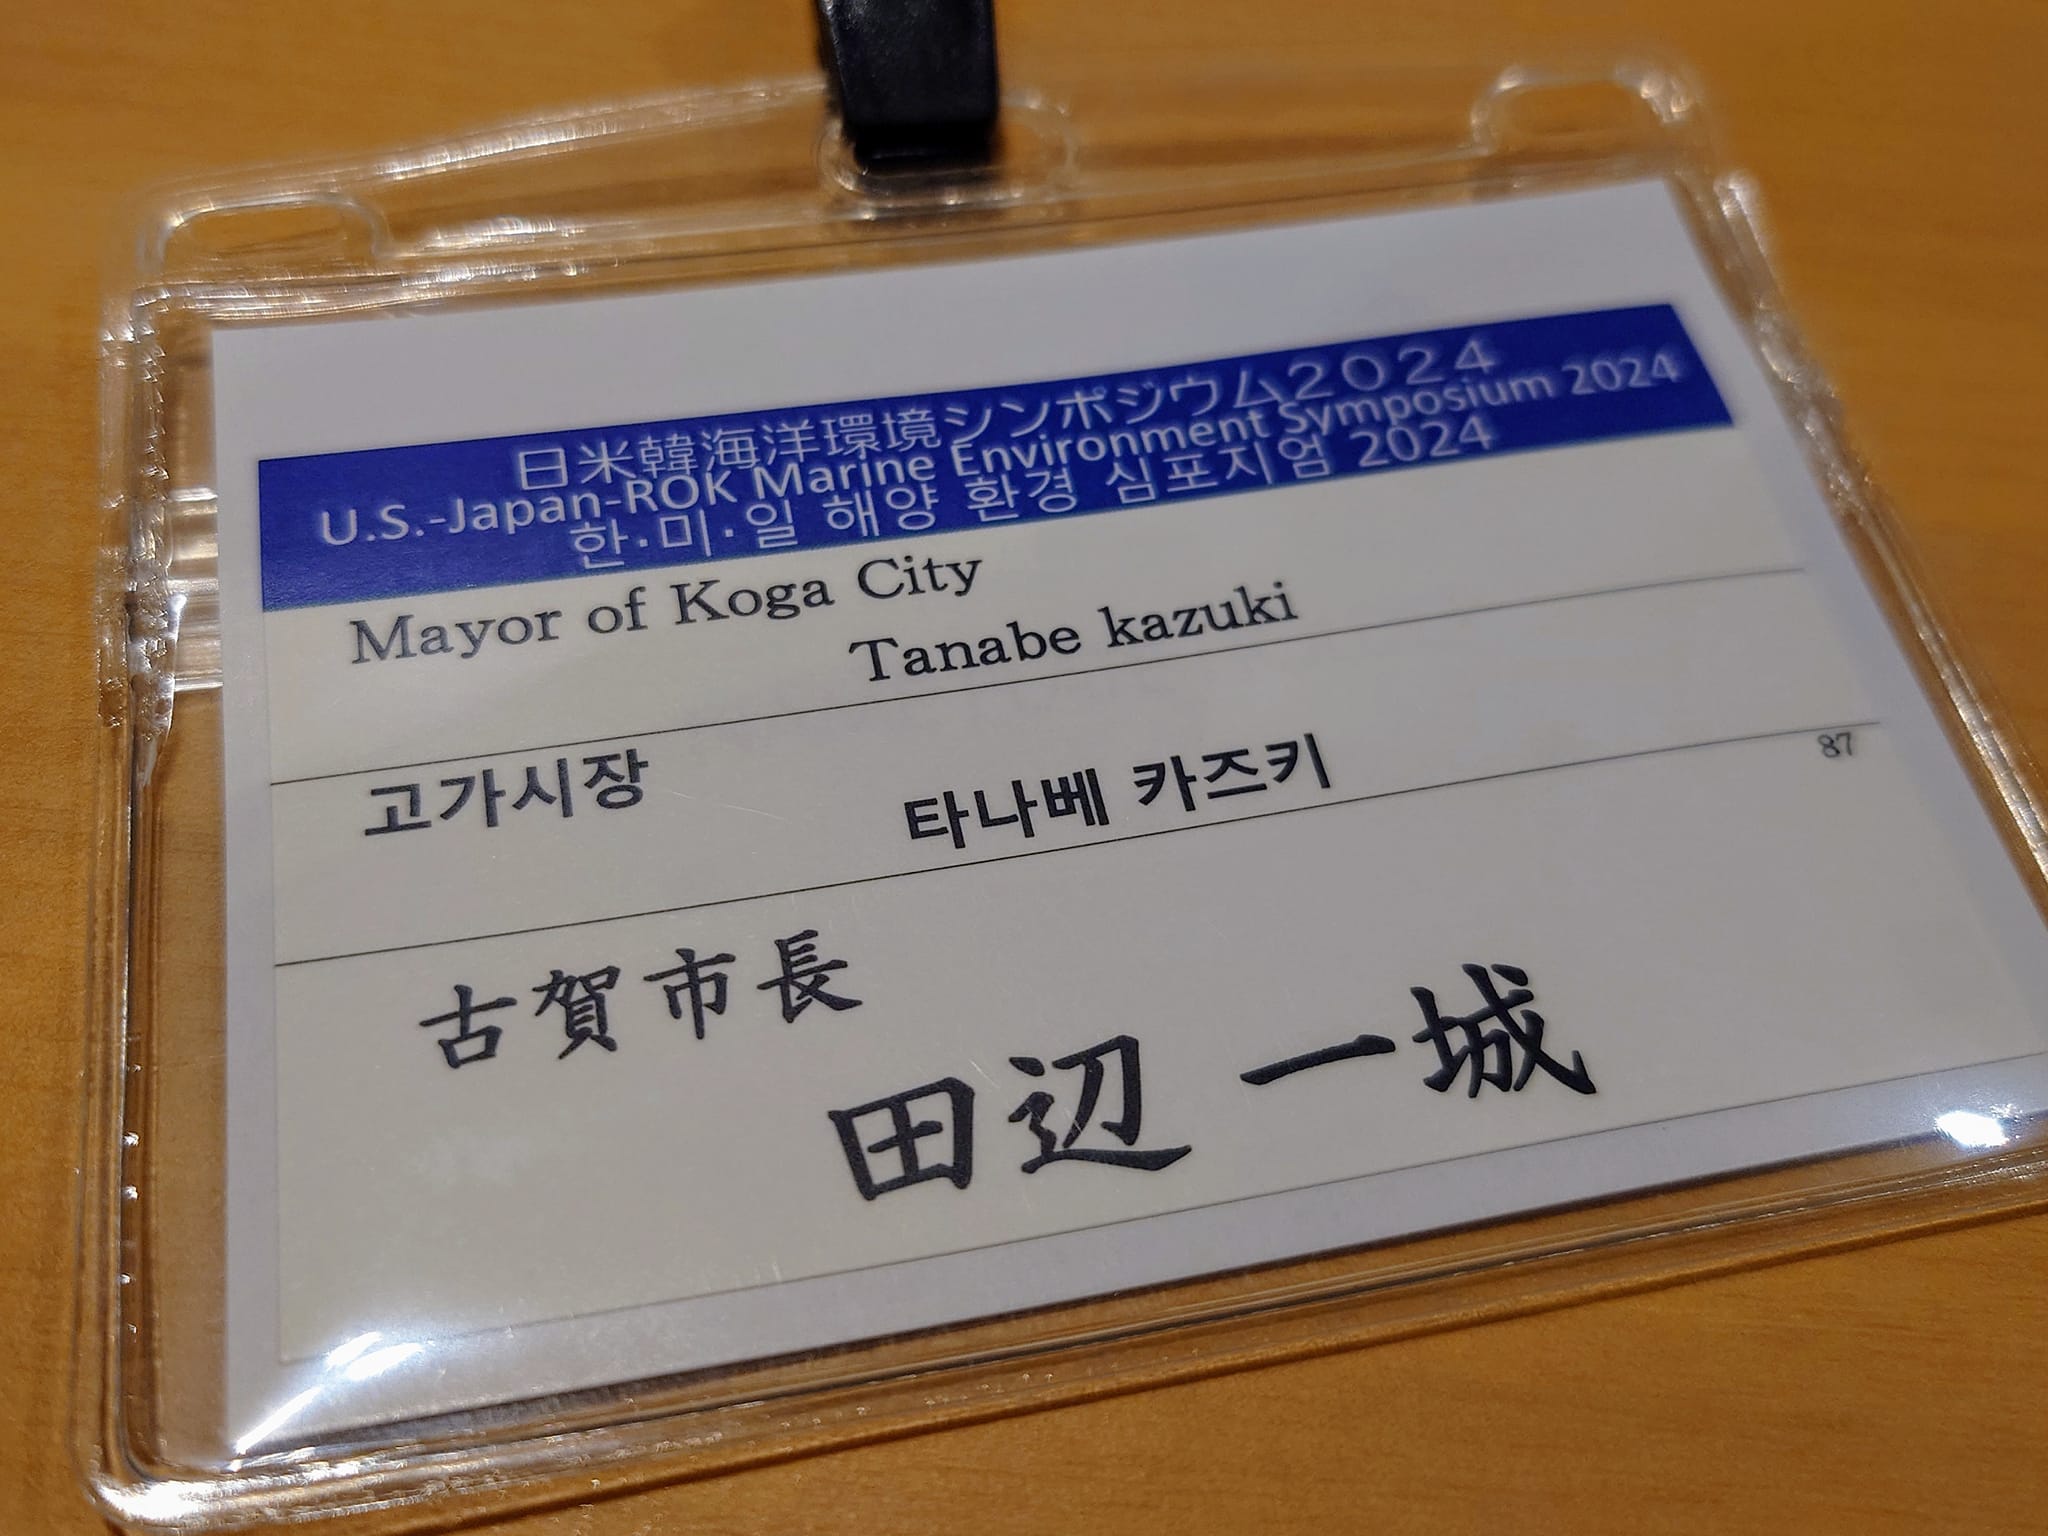 日米韓海洋環境シンポジウム2024
U.S.-Japan-ROK Marine Environment Symposium 2024
한·미·일 해양 환경 심포지엄 2024
Mayor of Koga City
Tanabe kazuki
고가시장 타나베 카즈키
87
古賀市長
田辺 一城